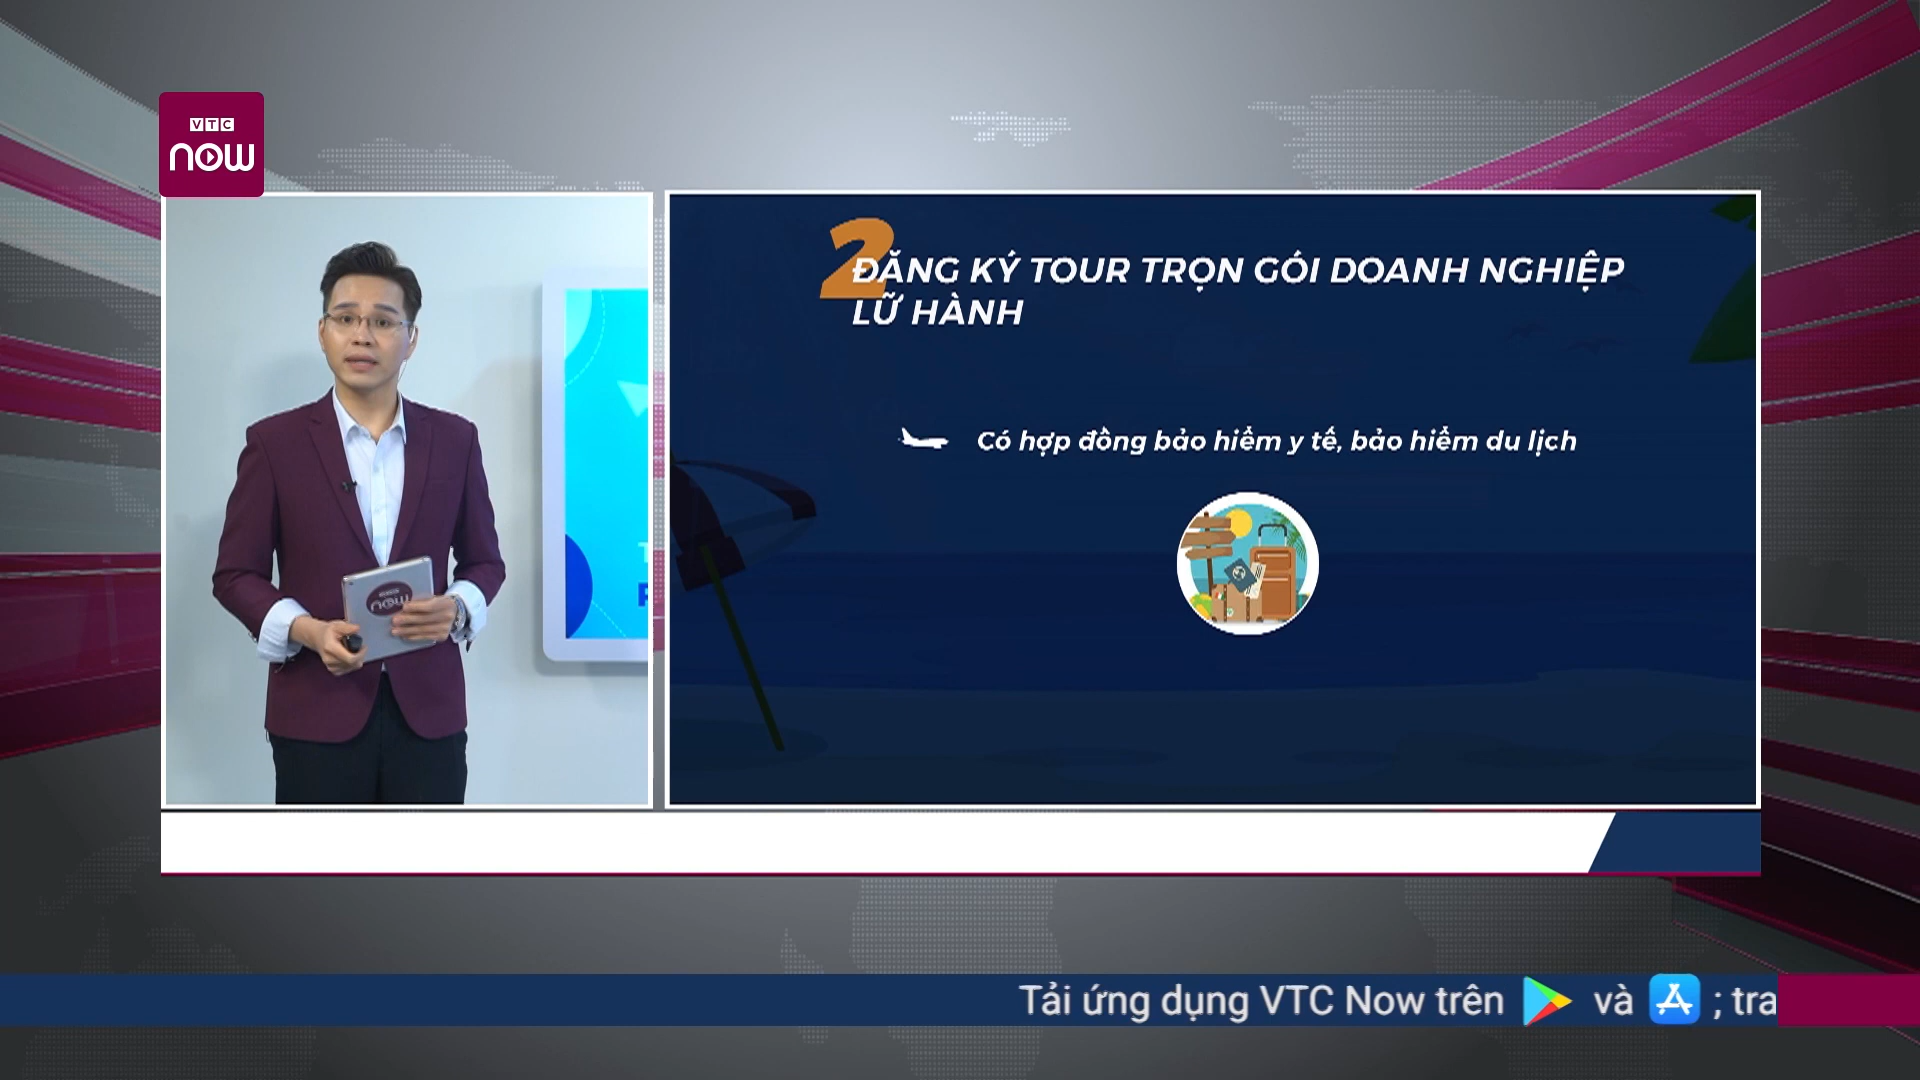 VTC
now
2
ĐĂNG KÝ TOUR TRỌN GÓI DOANH NGHIỆP
LỮ HÀNH
Có hợp đồng bảo hiểm y tế, bảo hiểm du lịch
now
Tải ứng dụng VTC Now trên và ; tra